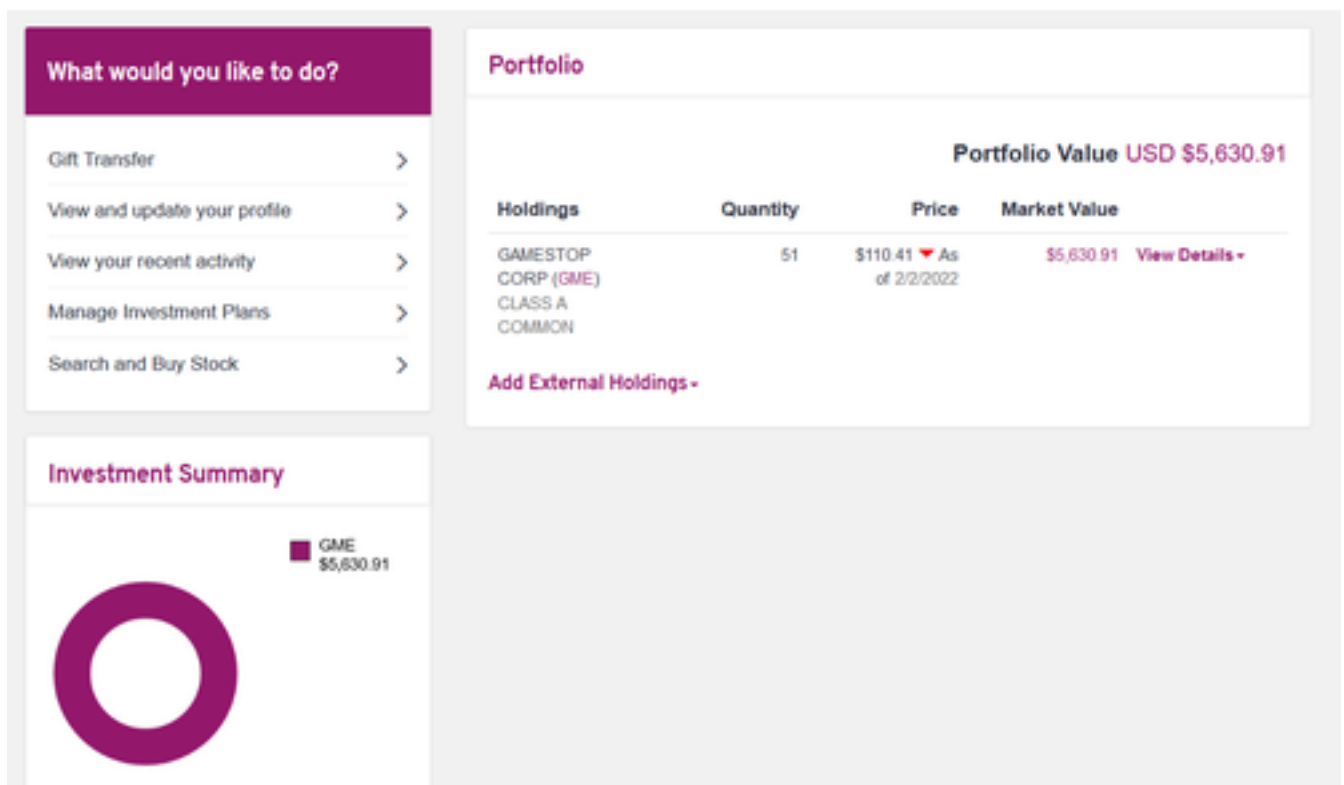 What would you like to do?
Gift Transfer
View and update your profile
View your recent activity
Manage Investment Plans
Search and Buy Stock
Portfolio
Portfolio Value USD $5,630.91
Holdings Quantity Price Market Value
GAMESTOP 51 $110.41 As $5,630.91 View Details
CORP (GME) of 2/2/2022
CLASS A
COMMON
Add External Holdings
Investment Summary
GME
$5,630.91